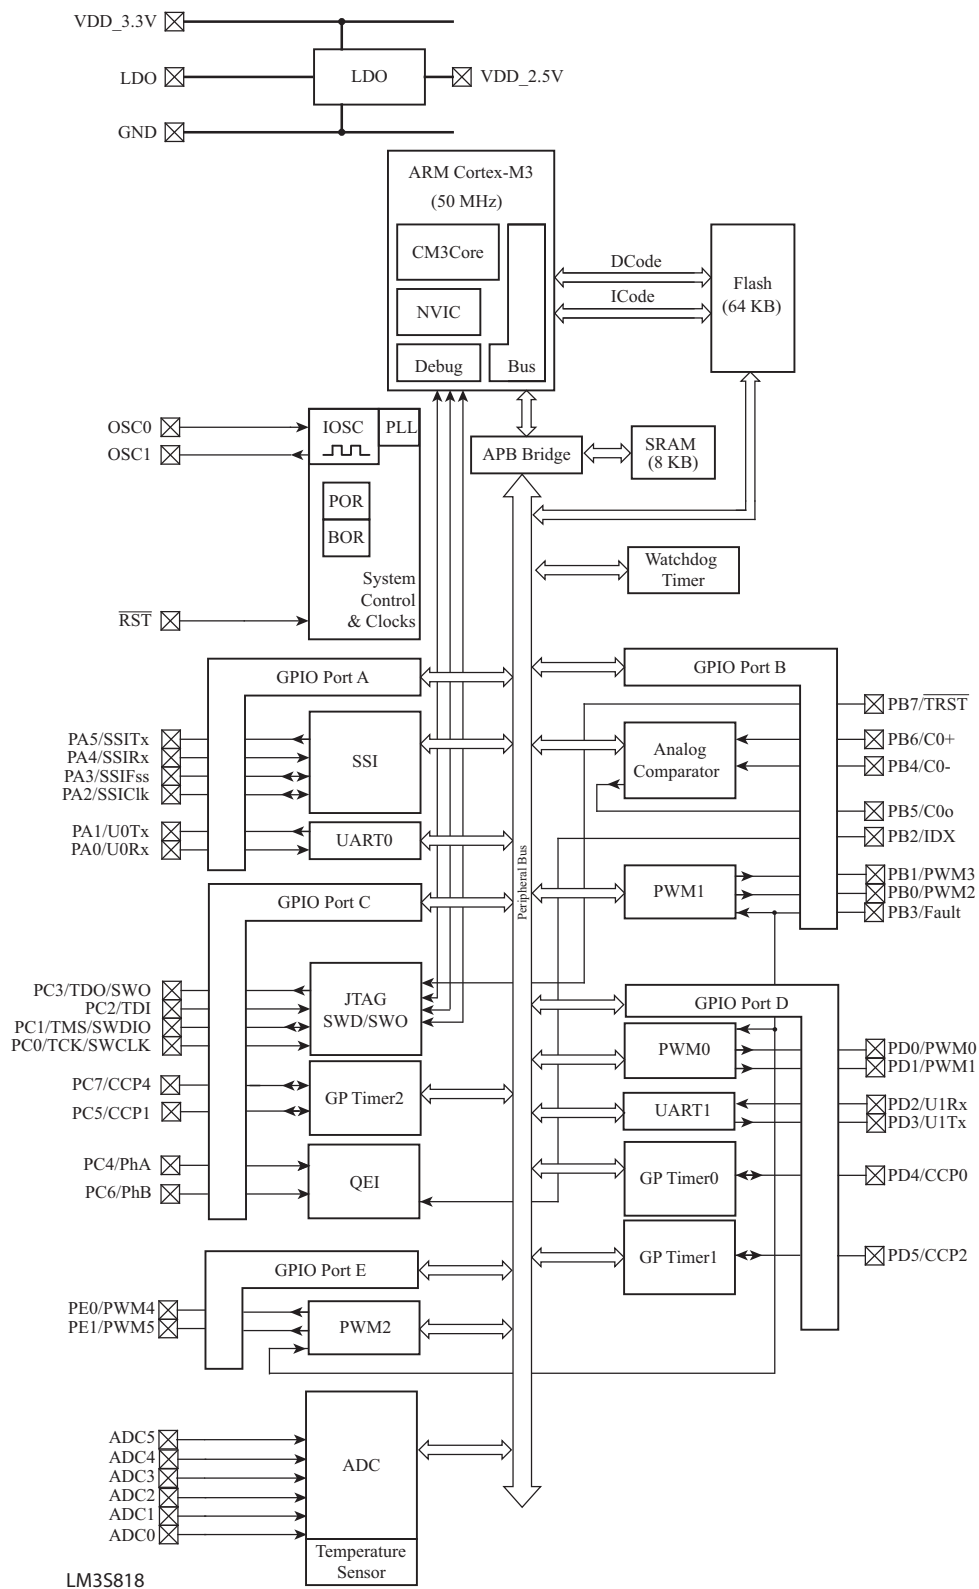 VDD_3.3V
LDO
LDO
VDD_2.5V
GND
ARM Cortex-M3
(50 MHz)
CM3Core
NVIC
Debug
Bus
DCode
ICode
Flash
(64 KB)
OSC0
OSC1
IOSC
PLL
POR
BOR
System
Control
& Clocks
RST
APB Bridge
SRAM
(8 KB)
Watchdog
Timer
Peripheral Bus
GPIO Port A
PA5/SSITx
PA4/SSIRx
PA3/SSIFss
PA2/SSIClk
SSI
PA1/U0Tx
PA0/U0Rx
UART0
GPIO Port B
PB7/TRST
PB6/C0+
PB4/C0-
Analog
Comparator
PB5/C0o
PB2/IDX
PWM1
PB1/PWM3
PB0/PWM2
PB3/Fault
GPIO Port C
PC3/TDO/SWO
PC2/TDI
PC1/TMS/SWDIO
PC0/TCK/SWCLK
JTAG
SWD/SWO
PC7/CCP4
PC5/CCP1
GP Timer2
PC4/PhA
PC6/PhB
QEI
GPIO Port D
PWM0
PD0/PWM0
PD1/PWM1
UART1
PD2/U1Rx
PD3/U1Tx
GP Timer0
PD4/CCP0
GP Timer1
PD5/CCP2
GPIO Port E
PE0/PWM4
PE1/PWM5
PWM2
ADC5
ADC4
ADC3
ADC2
ADC1
ADC0
ADC
Temperature
Sensor
LM3S818